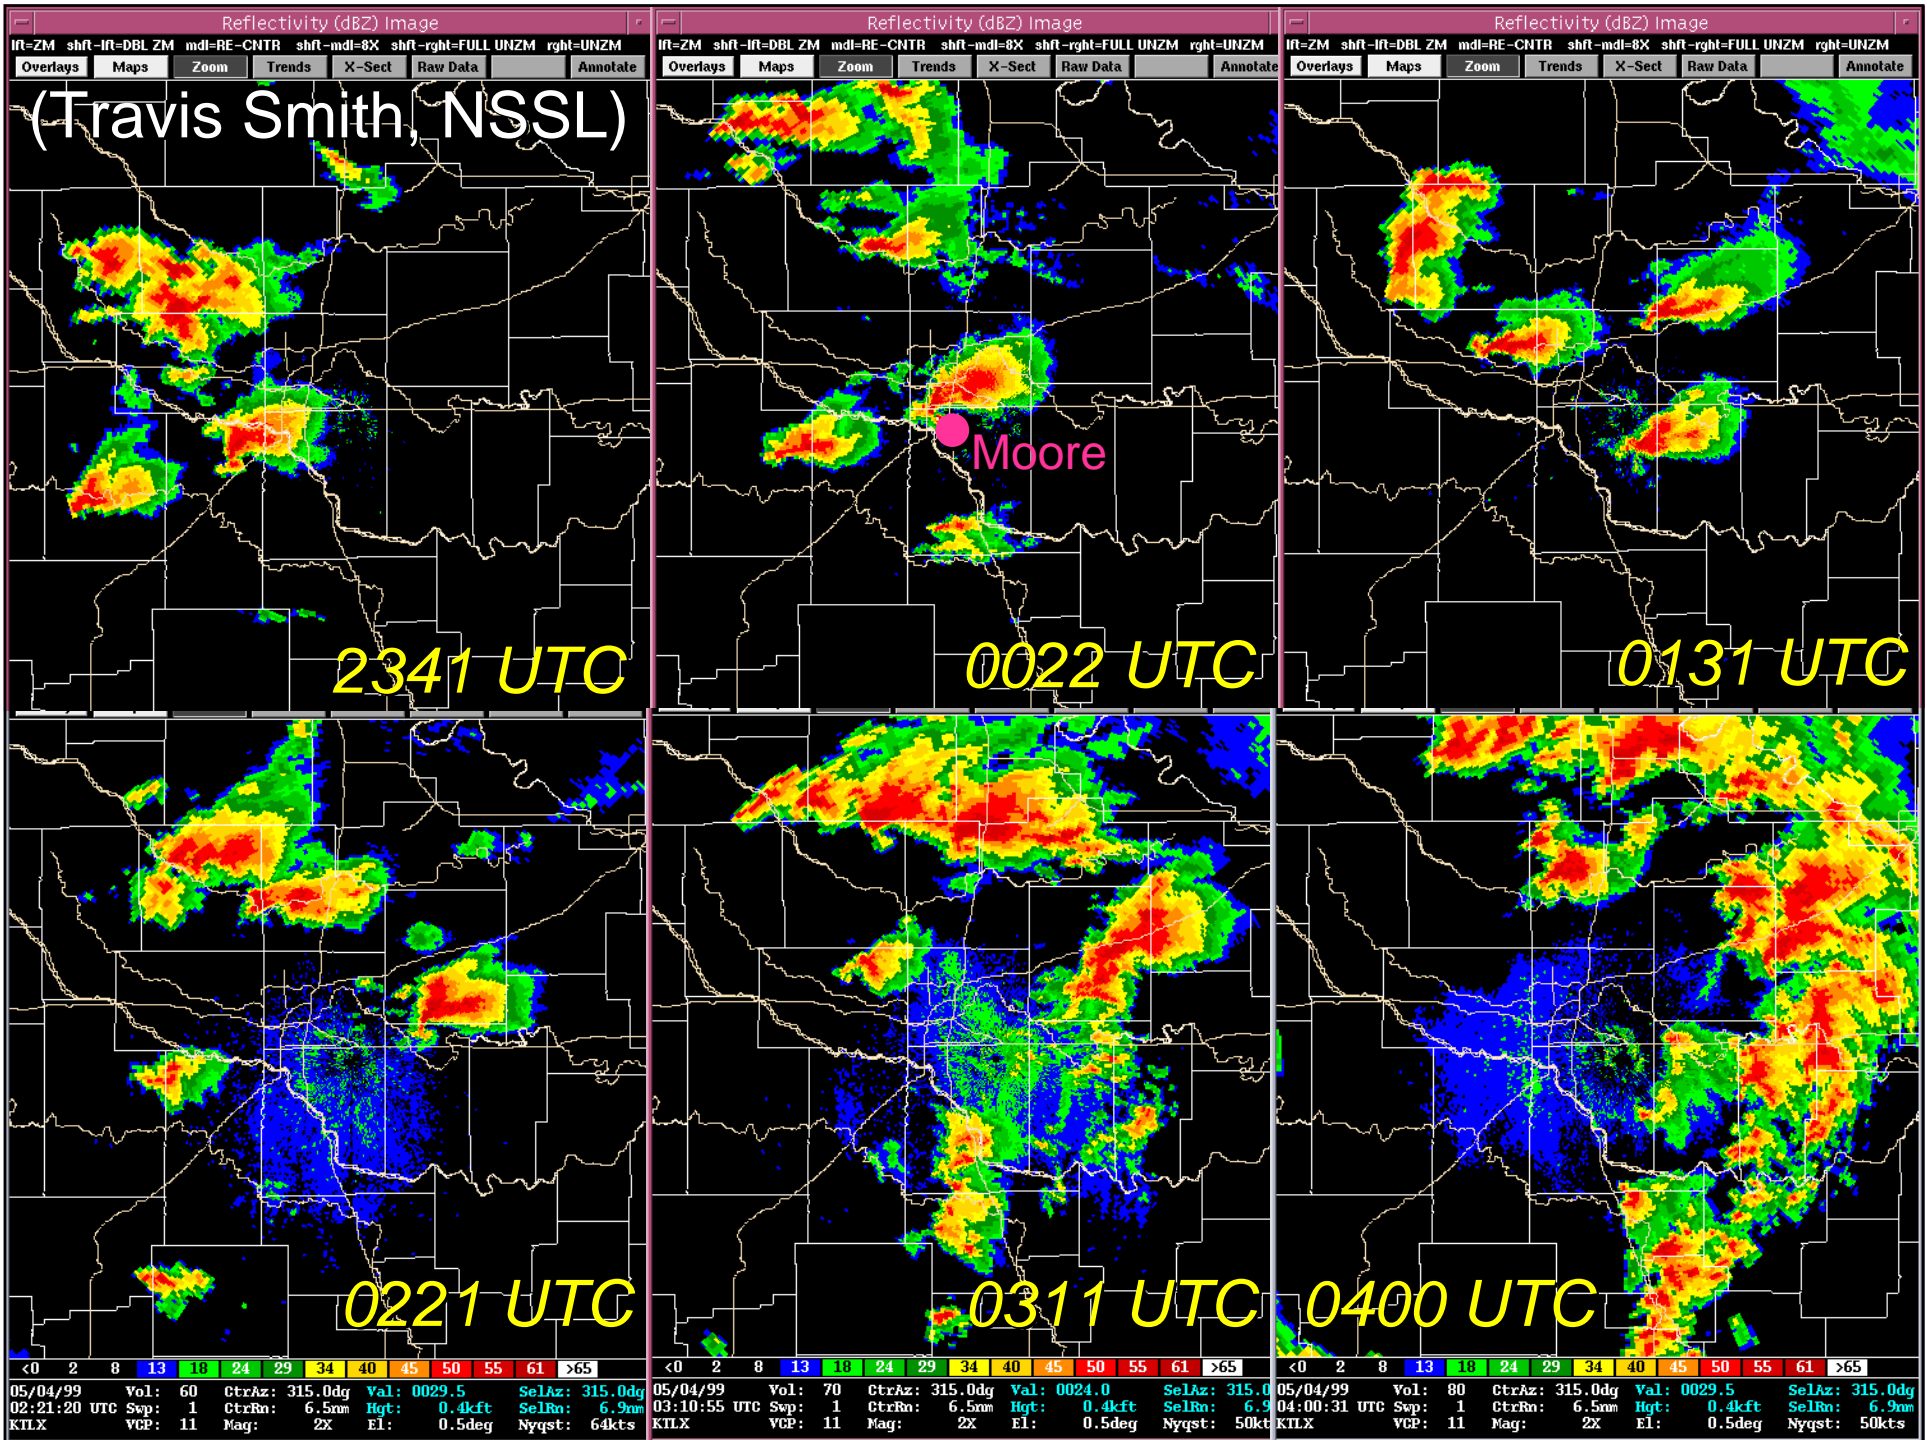 Reflectivity (dBZ) Image
lft=ZM shft-lft=DBL ZM mdl=RE-CNTR shft-mdl=8X shft-rght=FULL UNZM rght=UNZM
Overlays Maps Zoom Trends X-Sect Raw Data Annotate
(Travis Smith, NSSL)
2341 UTC
Reflectivity (dBZ) Image
lft=ZM shft-lft=DBL ZM mdl=RE-CNTR shft-mdl=8X shft-rght=FULL UNZM rght=UNZM
Overlays Maps Zoom Trends X-Sect Raw Data Annotate
Moore
0022 UTC
Reflectivity (dBZ) Image
lft=ZM shft-lft=DBL ZM mdl=RE-CNTR shft-mdl=8X shft-rght=FULL UNZM rght=UNZM
Overlays Maps Zoom Trends X-Sect Raw Data Annotate
0131 UTC
0221 UTC
<0 2 8 13 18 24 29 34 40 45 50 55 61 >65
05/04/99 Vol: 60 CtrAz: 315.0dg Val: 0029.5 SelAz: 315.0dg
02:21:20 UTC Swp: 1 CtrRn: 6.5nm Hgt: 0.4kft SelRn: 6.9nm
KTLX VCP: 11 Mag: 2X El: 0.5deg Nyqst: 64kts
0311 UTC
<0 2 8 13 18 24 29 34 40 45 50 55 61 >65
05/04/99 Vol: 70 CtrAz: 315.0dg Val: 0024.0 SelAz: 315.0
03:10:55 UTC Swp: 1 CtrRn: 6.5nm Hgt: 0.4kft SelRn: 6.9
KTLX VCP: 11 Mag: 2X El: 0.5deg Nyqst: 50kt
0400 UTC
<0 2 8 13 18 24 29 34 40 45 50 55 61 >65
05/04/99 Vol: 80 CtrAz: 315.0dg Val: 0029.5 SelAz: 315.0dg
04:00:31 UTC Swp: 1 CtrRn: 6.5nm Hgt: 0.4kft SelRn: 6.9nm
KTLX VCP: 11 Mag: 2X El: 0.5deg Nyqst: 50kts